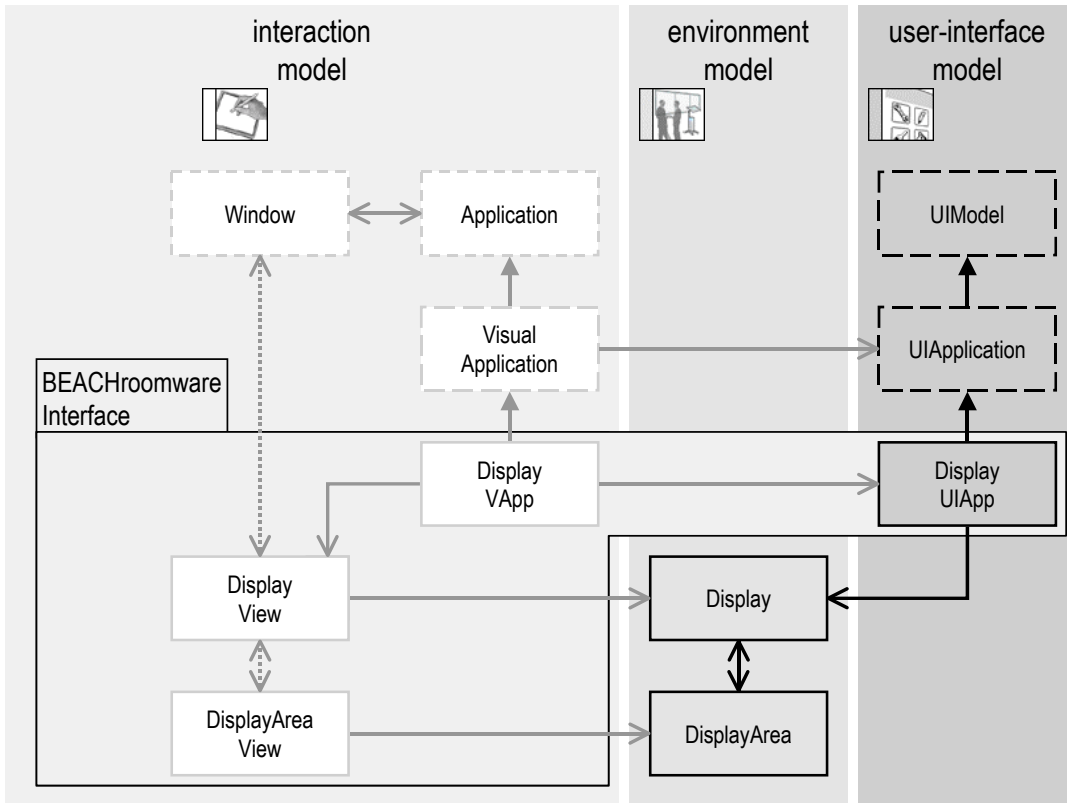 interaction
model
environment
model
user-interface
model
Window
Application
UIModel
Visual
Application
UIApplication
BEACHroomware
Interface
Display
VApp
Display
UIApp
Display
View
Display
DisplayArea
View
DisplayArea